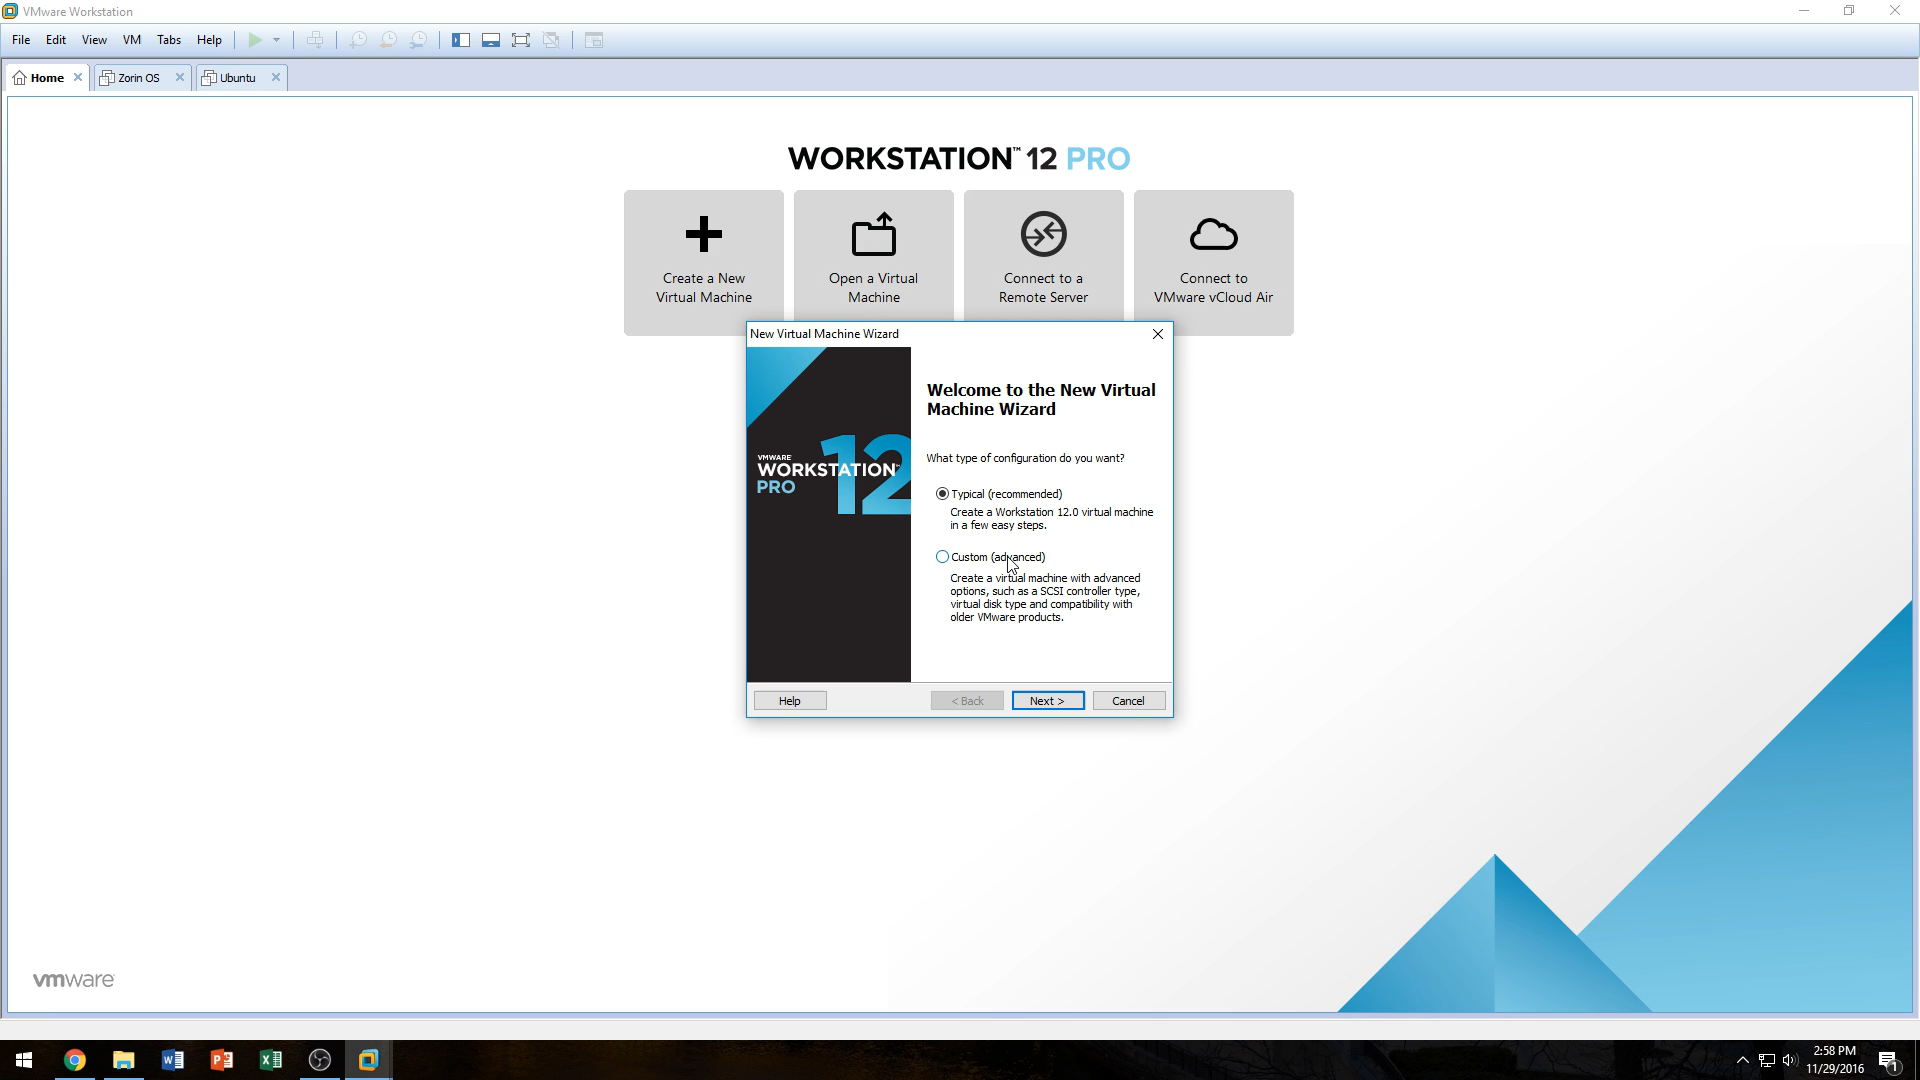 VMware Workstation
File Edit View VM Tabs Help
Home Zorin OS Ubuntu
WORKSTATION™ 12 PRO
Create a New
Virtual Machine
Open a Virtual
Machine
Connect to a
Remote Server
Connect to
VMware vCloud Air
New Virtual Machine Wizard
VMWARE
WORKSTATION™
PRO
12
Welcome to the New Virtual
Machine Wizard
What type of configuration do you want?
Typical (recommended)
Create a Workstation 12.0 virtual machine
in a few easy steps.
Custom (advanced)
Create a virtual machine with advanced
options, such as a SCSI controller type,
virtual disk type and compatibility with
older VMware products.
Help < Back Next > Cancel
vmware
2:58 PM
11/29/2016
1